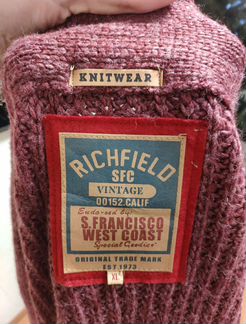 KNITWEAR
RICHFIELD
SFC
VINTAGE
00152.CALIF
Endorsed by:
S.FRANCISCO
WEST COAST
Special Goodies
ORIGINAL TRADE MARK
EST 1973
XL